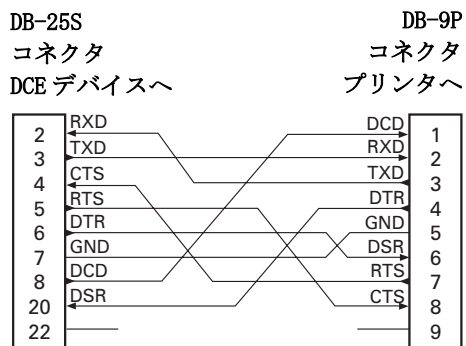 DB-25S
コネクタ
DCE デバイスへ
DB-9P
コネクタ
プリンタへ
2 RXD
3 TXD
4 CTS
5 RTS
6 DTR
7 GND
8 DCD
20 DSR
22
DCD 1
RXD 2
TXD 3
DTR 4
GND 5
DSR 6
RTS 7
CTS 8
9